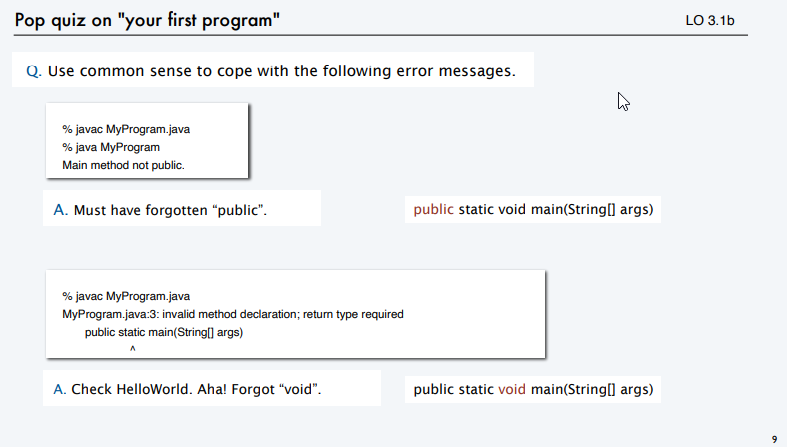 Pop quiz on "your first program"
LO 3.1b
Q. Use common sense to cope with the following error messages.
% javac MyProgram.java
% java MyProgram
Main method not public.
A. Must have forgotten “public”.
public static void main(String[] args)
% javac MyProgram.java
MyProgram.java:3: invalid method declaration; return type required
public static main(String[] args)
^
A. Check HelloWorld. Aha! Forgot “void”.
public static void main(String[] args)
9